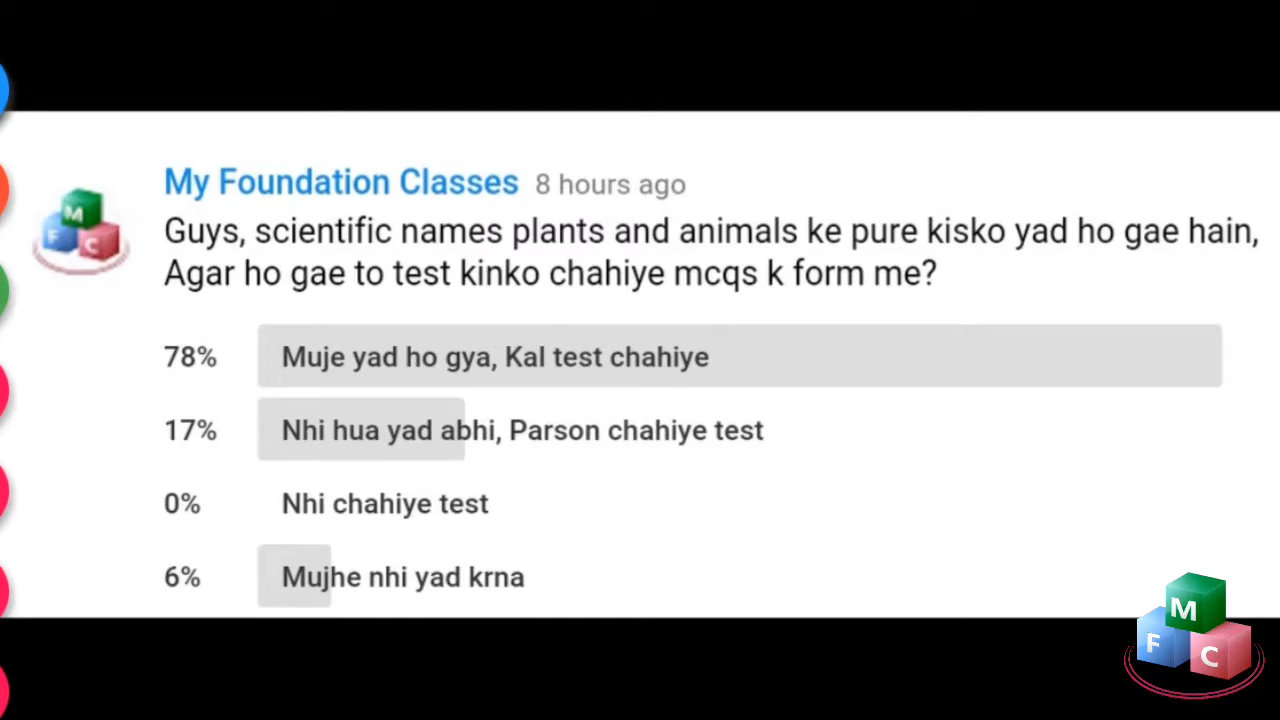 My Foundation Classes 8 hours ago
Guys, scientific names plants and animals ke pure kisko yad ho gae hain,
Agar ho gae to test kinko chahiye mcqs k form me?
78% Muje yad ho gya, Kal test chahiye
17% Nhi hua yad abhi, Parson chahiye test
0% Nhi chahiye test
6% Mujhe nhi yad krna
M
F C
M
F C